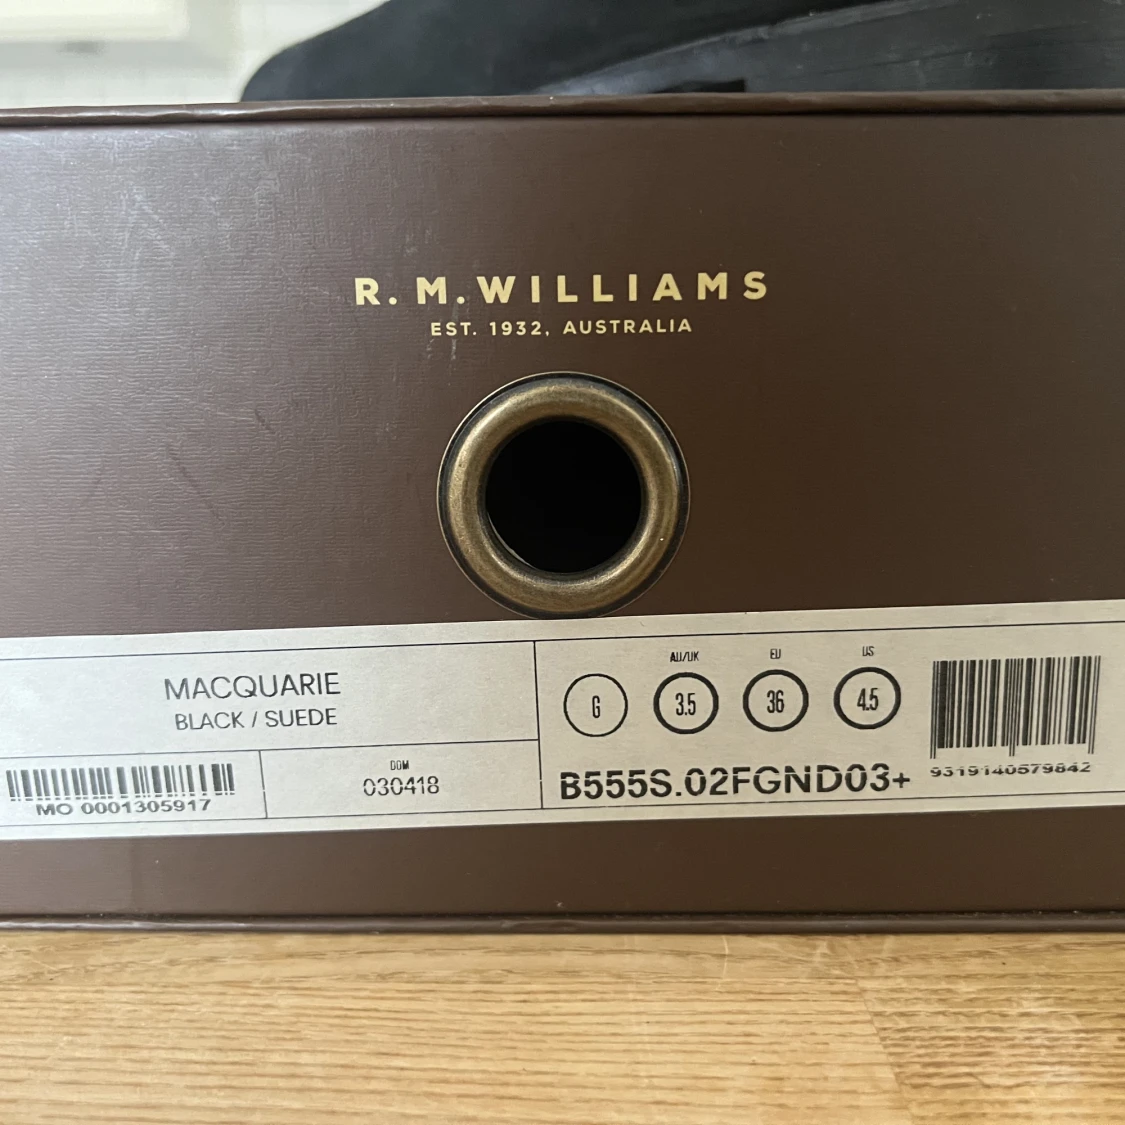 R. M. WILLIAMS
EST. 1932, AUSTRALIA
MACQUARIE
BLACK / SUEDE
MO 0001305917
DOM
030418
G
AU/UK
3.5
EU
36
US
4.5
B555S.02FGND03+
9319140579842